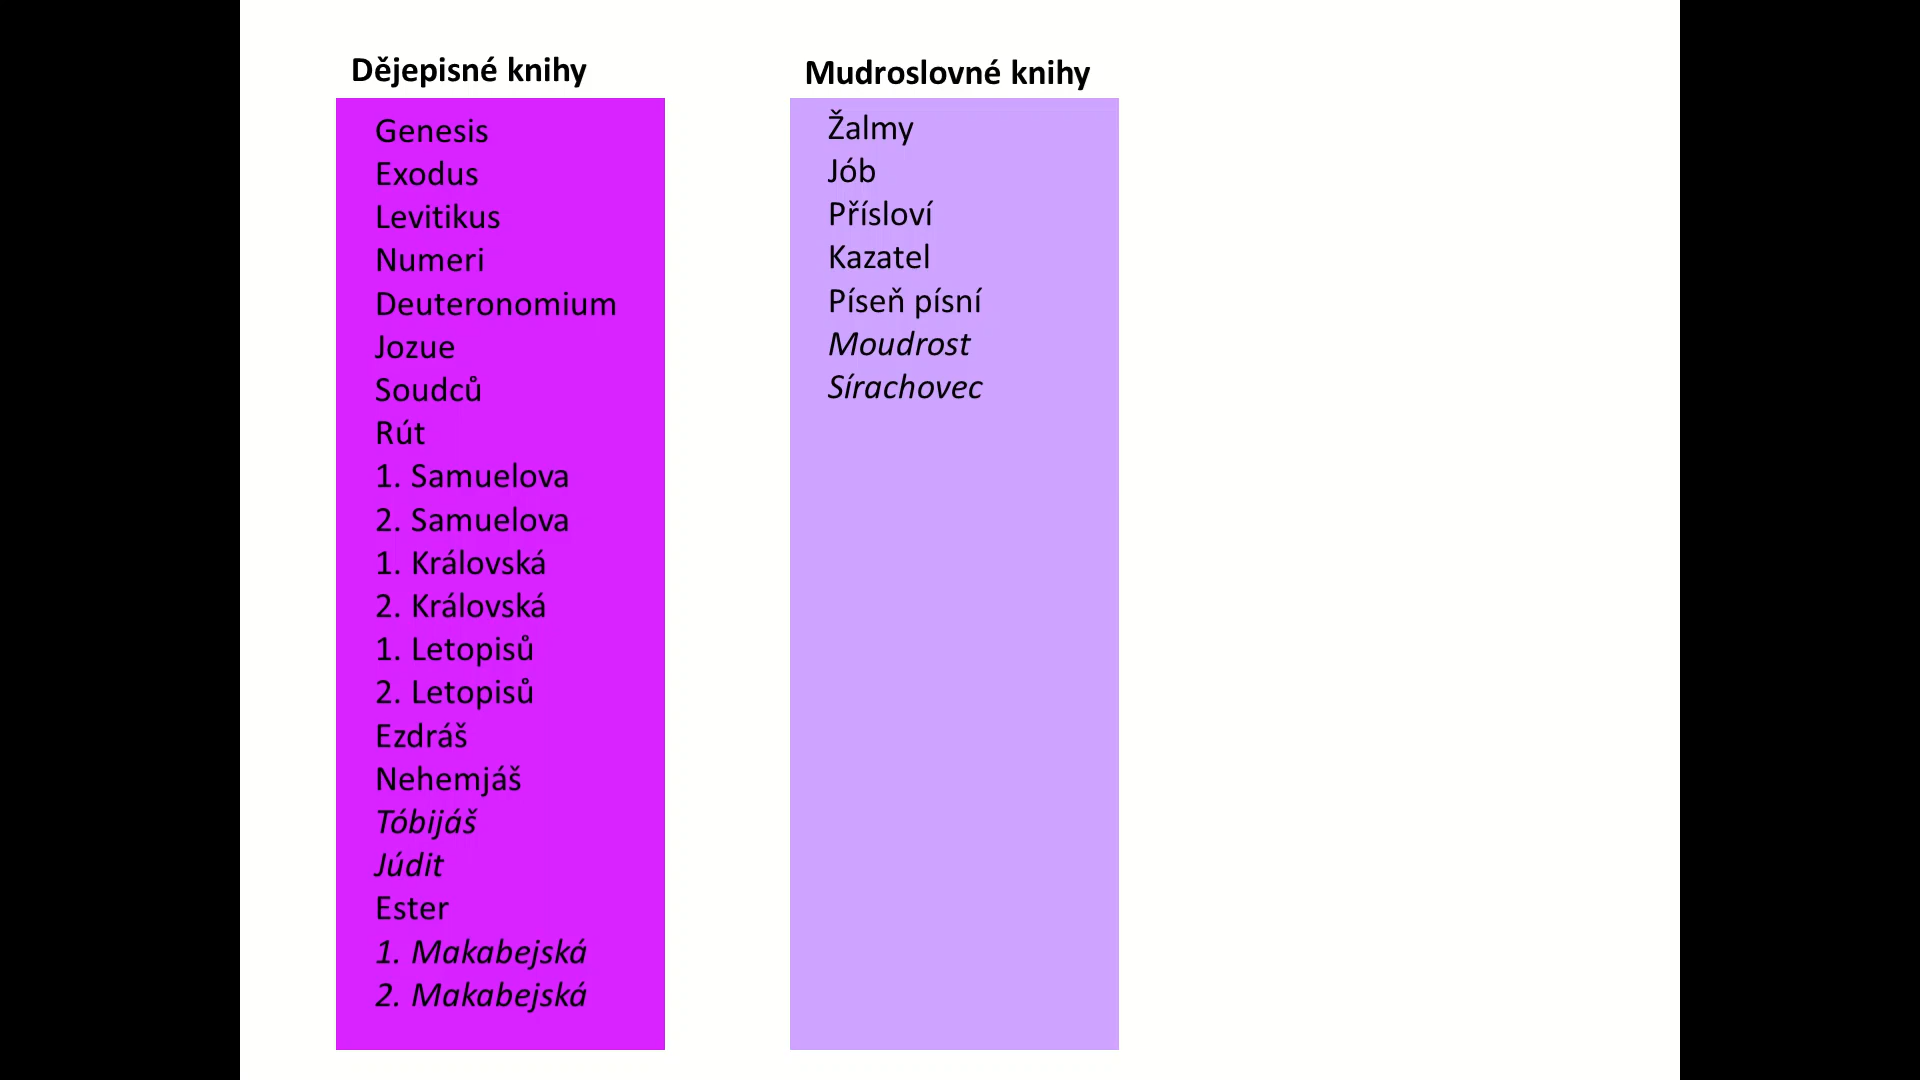 Dějepisné knihy
Genesis
Exodus
Levitikus
Numeri
Deuteronomium
Jozue
Soudců
Rút
1. Samuelova
2. Samuelova
1. Královská
2. Královská
1. Letopisů
2. Letopisů
Ezdráš
Nehemjáš
Tóbijáš
Júdit
Ester
1. Makabejská
2. Makabejská
Mudroslovné knihy
Žalmy
Jób
Přísloví
Kazatel
Píseň písní
Moudrost
Sírachovec